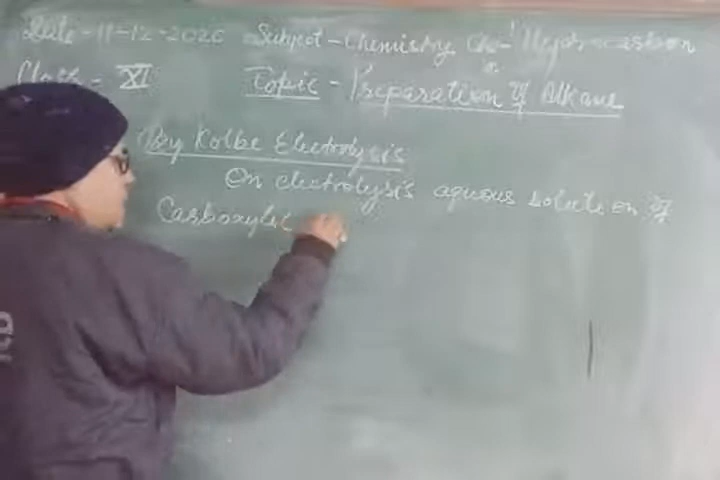 Date-11-12-2020 Subject-Chemistry Ch-" Hydrocarbon"
Class - XI Topic - Preparation of Alkane
By Kolbe Electrolysis
On electrolysis aqueous solution of
Carboxylic